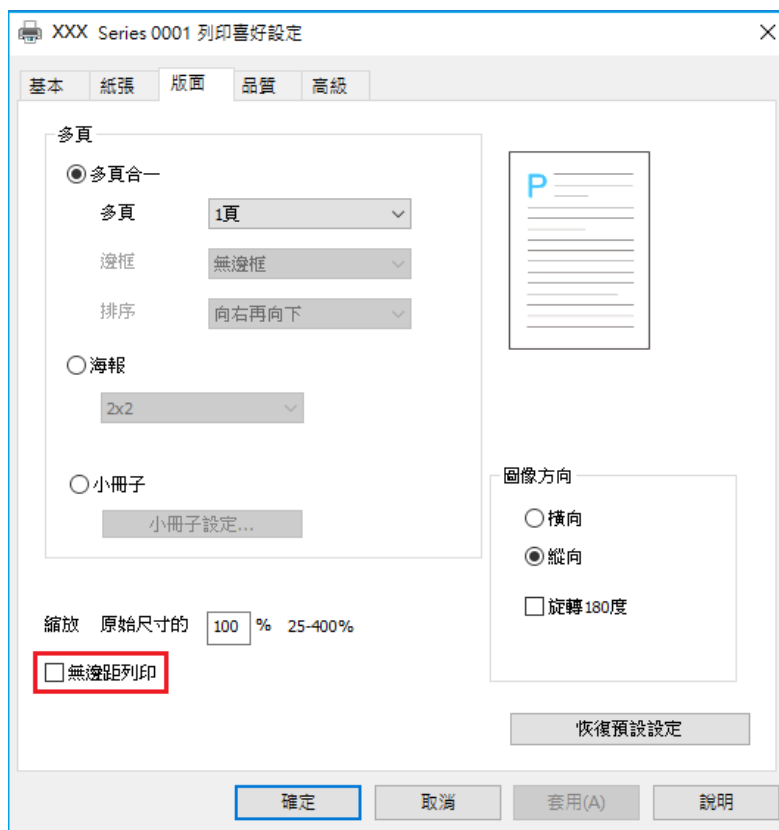 XXX Series 0001 列印喜好設定
基本 紙張 版面 品質 高級
多頁
多頁合一
多頁 1頁
邊框 無邊框
排序 向右再向下
海報
2x2
小冊子
小冊子設定...
P
圖像方向
橫向
縱向
旋轉180度
縮放 原始尺寸的 100 % 25-400%
無邊距列印
恢復預設設定
確定 取消 套用(A) 說明